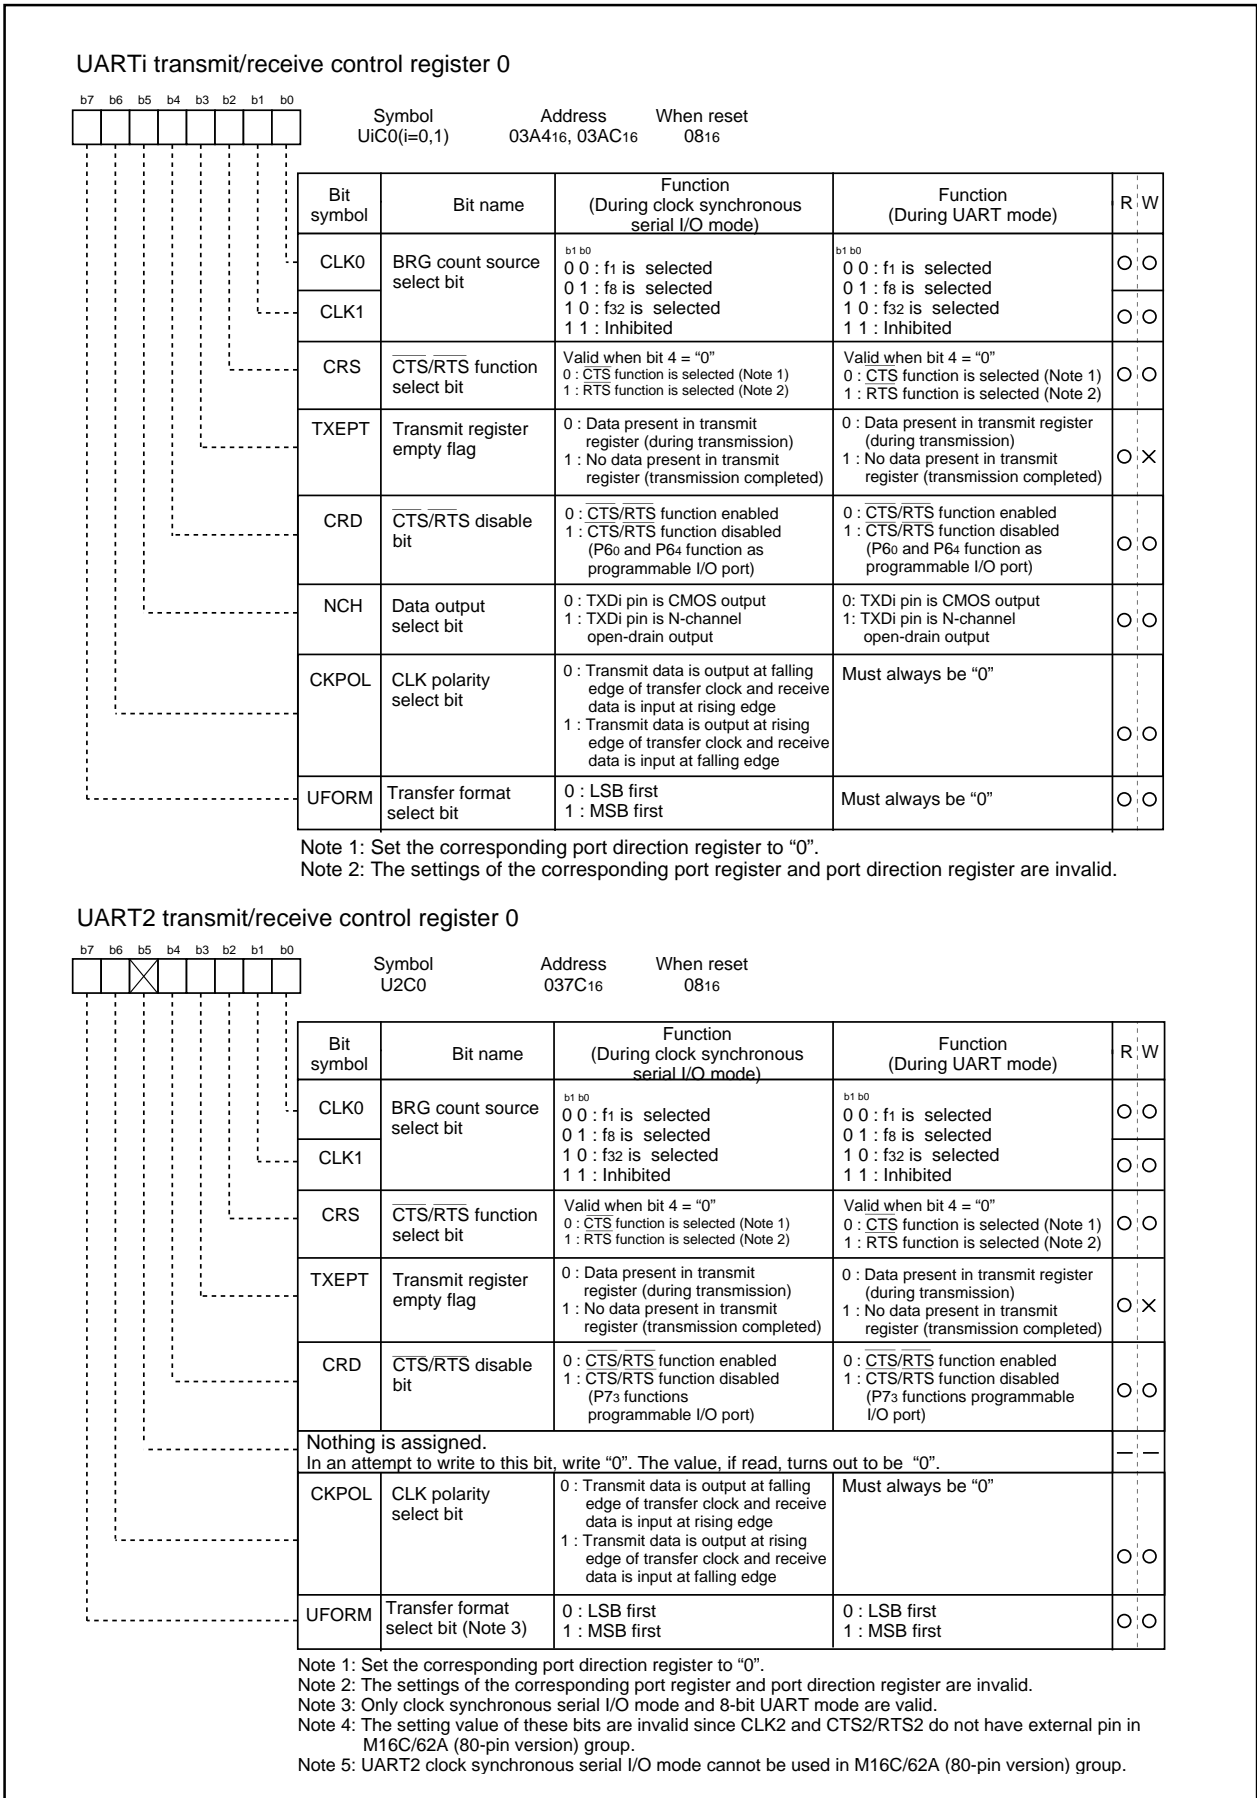 UARTi transmit/receive control register 0
b7 b6 b5 b4 b3 b2 b1 b0
Symbol Address When reset
UiC0(i=0,1) 03A416, 03AC16 0816
Bit symbol
Bit name
Function
(During clock synchronous
serial I/O mode)
Function
(During UART mode)
R W
CLK0
CLK1
BRG count source
select bit
b1 b0
0 0 : f1 is selected
0 1 : f8 is selected
1 0 : f32 is selected
1 1 : Inhibited
b1 b0
0 0 : f1 is selected
0 1 : f8 is selected
1 0 : f32 is selected
1 1 : Inhibited
CRS
CTS/RTS function
select bit
Valid when bit 4 = “0”
0 : CTS function is selected (Note 1)
1 : RTS function is selected (Note 2)
Valid when bit 4 = “0”
0 : CTS function is selected (Note 1)
1 : RTS function is selected (Note 2)
TXEPT
Transmit register
empty flag
0 : Data present in transmit
register (during transmission)
1 : No data present in transmit
register (transmission completed)
0 : Data present in transmit register
(during transmission)
1 : No data present in transmit
register (transmission completed)
CRD
CTS/RTS disable
bit
0 : CTS/RTS function enabled
1 : CTS/RTS function disabled
(P60 and P64 function as
programmable I/O port)
0 : CTS/RTS function enabled
1 : CTS/RTS function disabled
(P60 and P64 function as
programmable I/O port)
NCH
Data output
select bit
0 : TXDi pin is CMOS output
1 : TXDi pin is N-channel
open-drain output
0: TXDi pin is CMOS output
1: TXDi pin is N-channel
open-drain output
CKPOL
CLK polarity
select bit
0 : Transmit data is output at falling
edge of transfer clock and receive
data is input at rising edge
1 : Transmit data is output at rising
edge of transfer clock and receive
data is input at falling edge
Must always be “0”
UFORM
Transfer format
select bit
0 : LSB first
1 : MSB first
Must always be “0”
Note 1: Set the corresponding port direction register to “0”.
Note 2: The settings of the corresponding port register and port direction register are invalid.
UART2 transmit/receive control register 0
b7 b6 b5 b4 b3 b2 b1 b0
Symbol Address When reset
U2C0 037C16 0816
Bit symbol
Bit name
Function
(During clock synchronous
serial I/O mode)
Function
(During UART mode)
R W
CLK0
CLK1
BRG count source
select bit
b1 b0
0 0 : f1 is selected
0 1 : f8 is selected
1 0 : f32 is selected
1 1 : Inhibited
b1 b0
0 0 : f1 is selected
0 1 : f8 is selected
1 0 : f32 is selected
1 1 : Inhibited
CRS
CTS/RTS function
select bit
Valid when bit 4 = “0”
0 : CTS function is selected (Note 1)
1 : RTS function is selected (Note 2)
Valid when bit 4 = “0”
0 : CTS function is selected (Note 1)
1 : RTS function is selected (Note 2)
TXEPT
Transmit register
empty flag
0 : Data present in transmit
register (during transmission)
1 : No data present in transmit
register (transmission completed)
0 : Data present in transmit register
(during transmission)
1 : No data present in transmit
register (transmission completed)
CRD
CTS/RTS disable
bit
0 : CTS/RTS function enabled
1 : CTS/RTS function disabled
(P73 functions
programmable I/O port)
0 : CTS/RTS function enabled
1 : CTS/RTS function disabled
(P73 functions programmable
I/O port)
Nothing is assigned.
In an attempt to write to this bit, write “0”. The value, if read, turns out to be “0”.
CKPOL
CLK polarity
select bit
0 : Transmit data is output at falling
edge of transfer clock and receive
data is input at rising edge
1 : Transmit data is output at rising
edge of transfer clock and receive
data is input at falling edge
Must always be “0”
UFORM
Transfer format
select bit (Note 3)
0 : LSB first
1 : MSB first
0 : LSB first
1 : MSB first
Note 1: Set the corresponding port direction register to “0”.
Note 2: The settings of the corresponding port register and port direction register are invalid.
Note 3: Only clock synchronous serial I/O mode and 8-bit UART mode are valid.
Note 4: The setting value of these bits are invalid since CLK2 and CTS2/RTS2 do not have external pin in
M16C/62A (80-pin version) group.
Note 5: UART2 clock synchronous serial I/O mode cannot be used in M16C/62A (80-pin version) group.